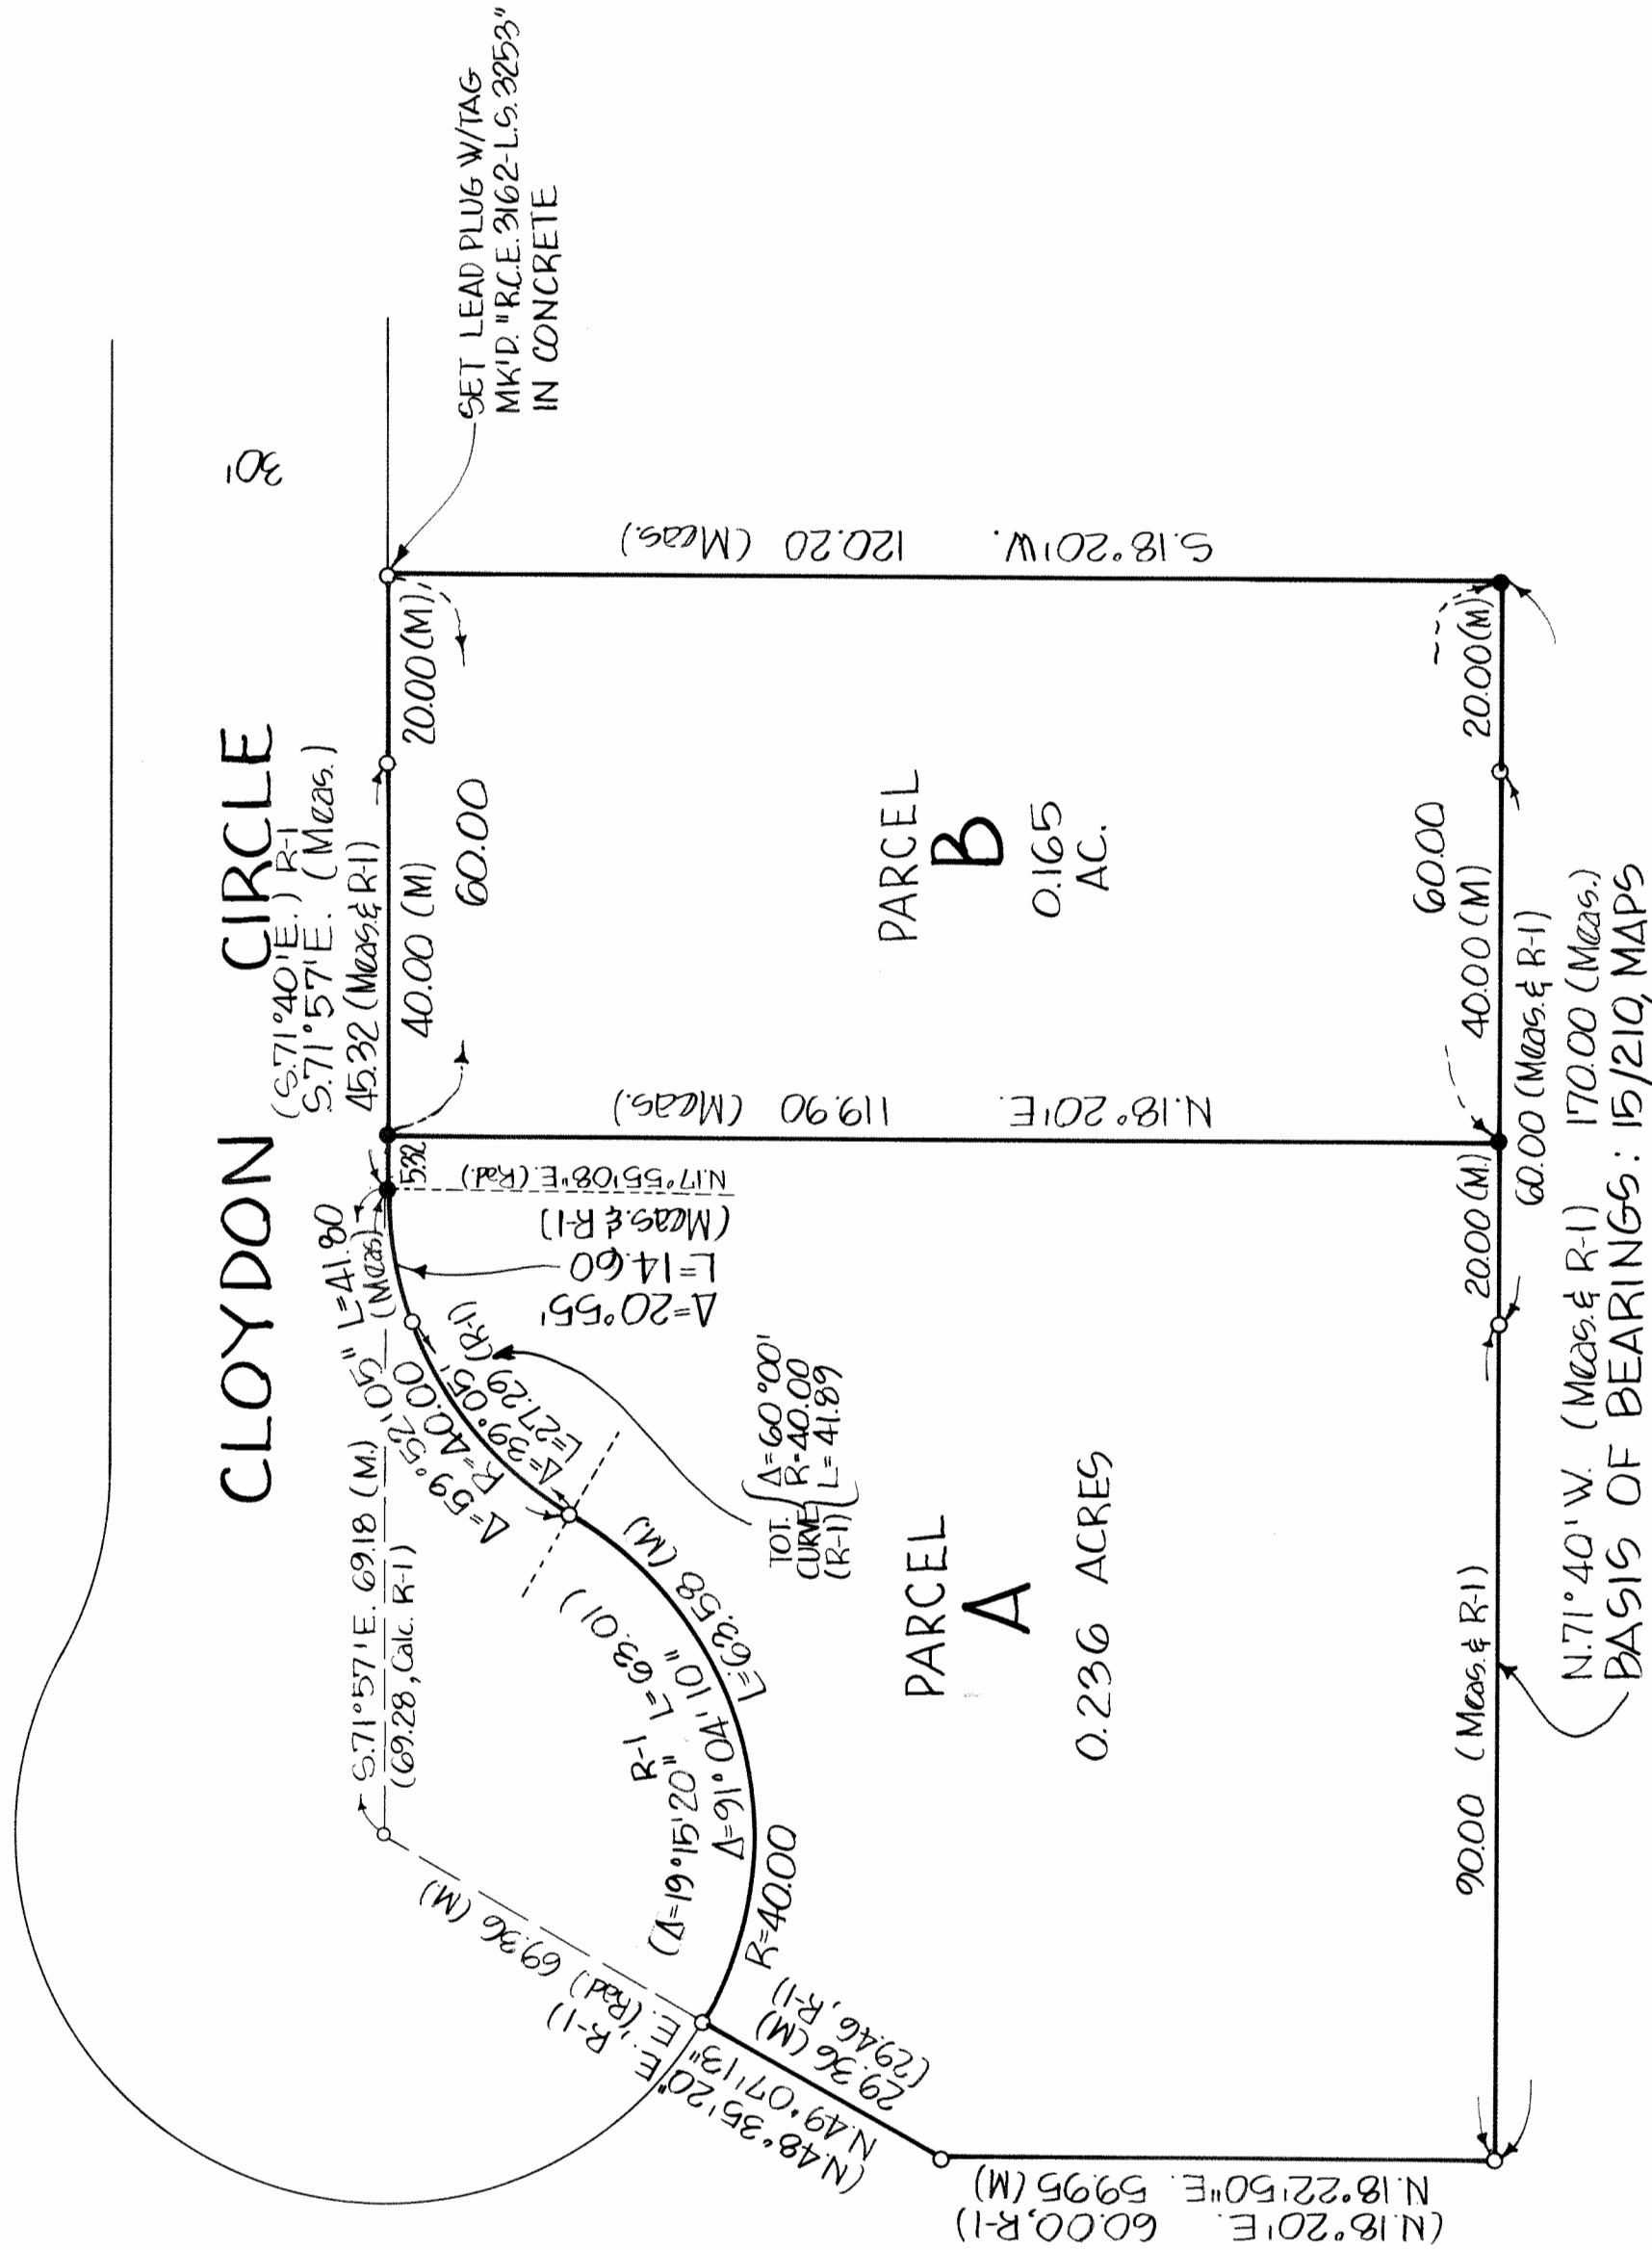 CLOYDON CIRCLE
(S.71°40'E.) R-1
S.71°57'E. (Meas.)
45.32 (Meas.& R-1)
30'
SET LEAD PLUG W/TAG
MK'D. "R.C.E. 3162-L.S. 3253"
IN CONCRETE
40.00 (M)
20.00 (M)
60.00
5.32
S.71°57'E. 69.18 (M.)
(69.28, Calc. R-1)
Δ=59°52'05" L=41.80
R=40.00 (Meas)
Δ=39°05' (R-1)
L=27.29
Δ=20°55'
L=14.60
(Meas.& R-1)
N.17°55'08"E. (Rad.)
TOT. CURVE (R-1)
Δ=60°00'
R=40.00
L=41.89
N.18°20'E. 119.90 (Meas.)
S.18°20'W. 120.20 (Meas.)
PARCEL
B
0.165
AC.
PARCEL
A
0.236 ACRES
(Δ=19°15'20" R-1 L=63.01)
Δ=91°04'10" L=63.58 (M.)
R=40.00
69.36 (M.)
(N.48°35'20"E., R-1)
N.49°07'13"E. (Rad.)
29.36 (M)
(29.46, R-1)
(N.18°20'E. 60.00, R-1)
N.18°22'50"E. 59.95 (M)
90.00 (Meas.& R-1)
20.00 (M.)
40.00 (M)
20.00 (M)
60.00
60.00 (Meas.& R-1)
N.71°40'W. (Meas.& R-1) 170.00 (Meas.)
BASIS OF BEARINGS: 15/210, MAPS